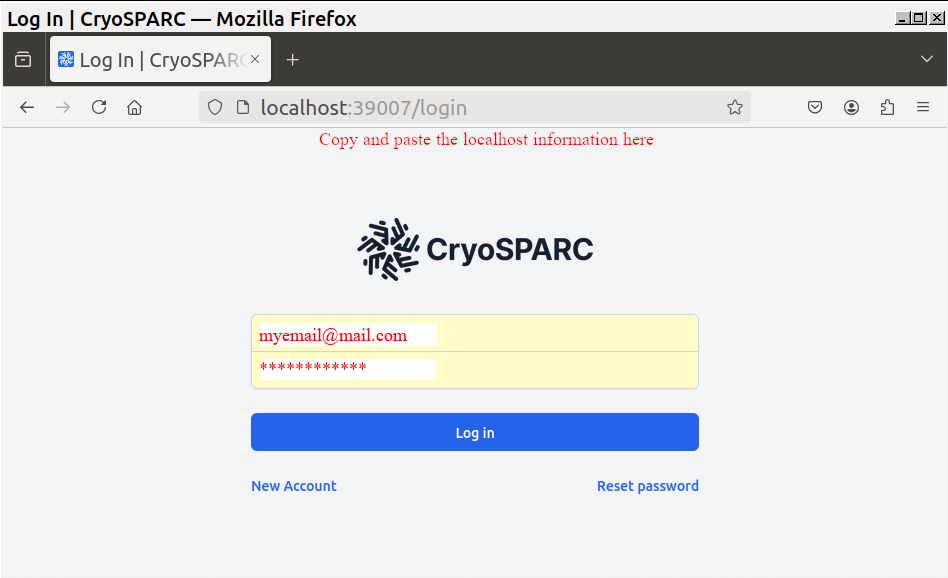 Log In | CryoSPARC — Mozilla Firefox
Log In | CryoSPARC
localhost:39007/login
Copy and paste the localhost information here
CryoSPARC
myemail@mail.com
************
Log in
New Account
Reset password